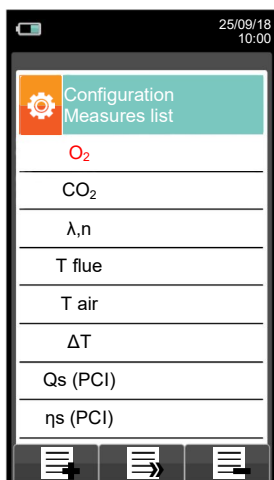 25/09/18
10:00
Configuration
Measures list
O₂
CO₂
λ,n
T flue
T air
ΔT
Qs (PCI)
ηs (PCI)